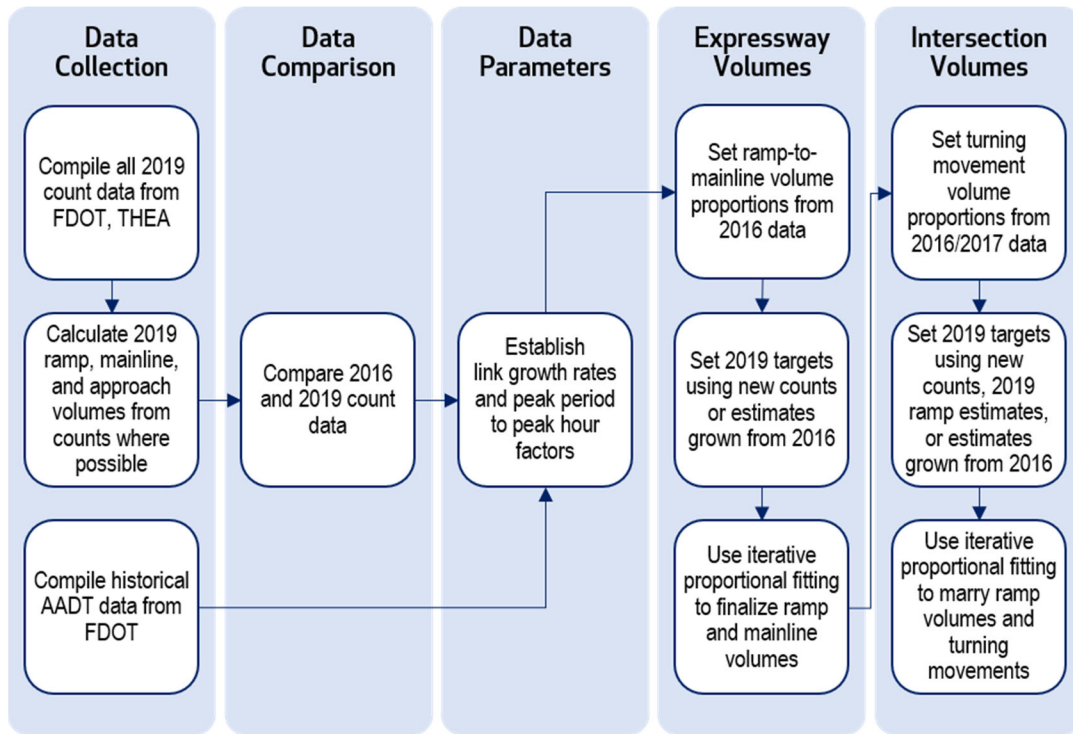 Data
Collection
Compile all 2019
count data from
FDOT, THEA
Calculate 2019
ramp, mainline,
and approach
volumes from
counts where
possible
Compile historical
AADT data from
FDOT
Data
Comparison
Compare 2016
and 2019 count
data
Data
Parameters
Establish
link growth rates
and peak period
to peak hour
factors
Expressway
Volumes
Set ramp-to-
mainline volume
proportions from
2016 data
Set 2019 targets
using new counts
or estimates
grown from 2016
Use iterative
proportional fitting
to finalize ramp
and mainline
volumes
Intersection
Volumes
Set turning
movement
volume
proportions from
2016/2017 data
Set 2019 targets
using new
counts, 2019
ramp estimates,
or estimates
grown from 2016
Use iterative
proportional fitting
to marry ramp
volumes and
turning
movements